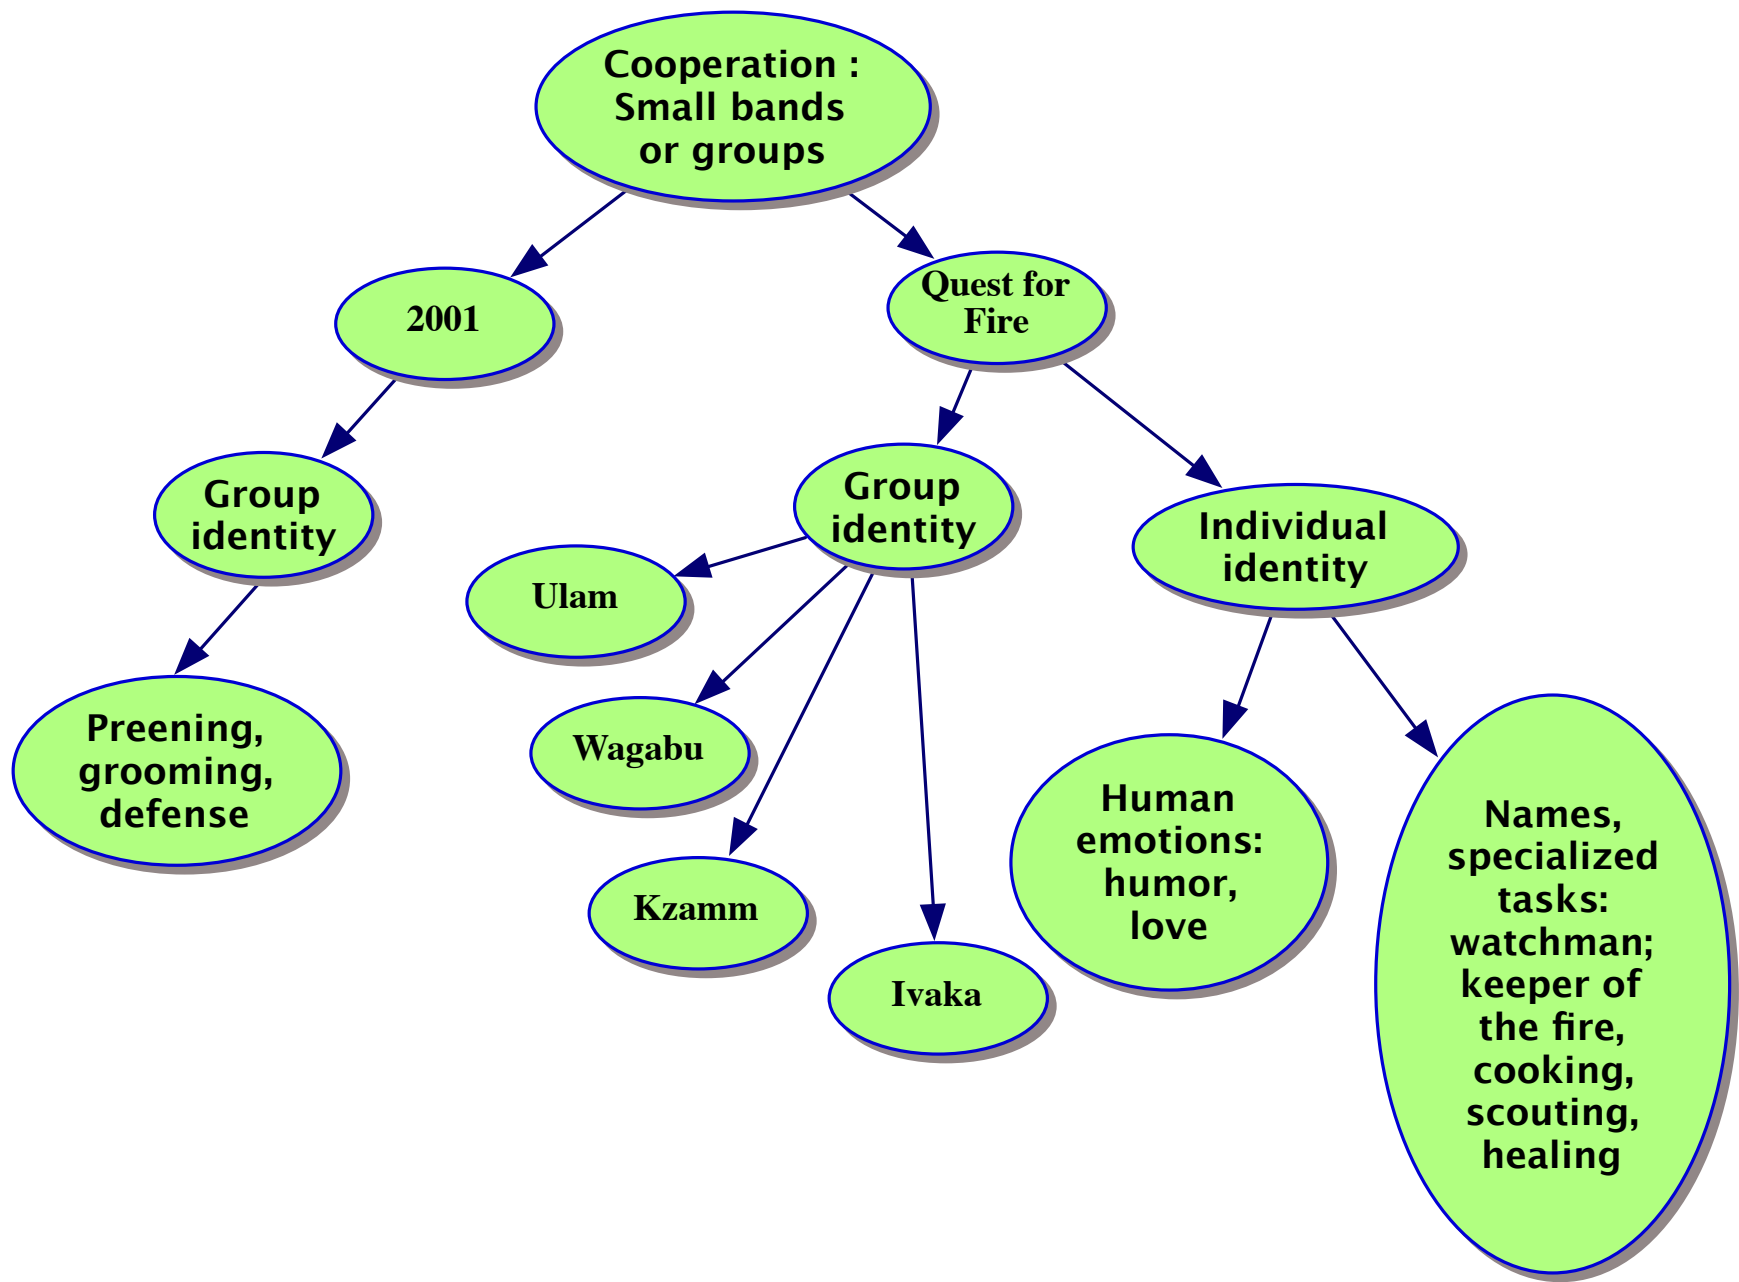 Cooperation :
Small bands
or groups
2001
Quest for
Fire
Group
identity
Group
identity
Individual
identity
Ulam
Wagabu
Kzamm
Ivaka
Preening,
grooming,
defense
Human
emotions:
humor,
love
Names,
specialized
tasks:
watchman;
keeper of
the fire,
cooking,
scouting,
healing